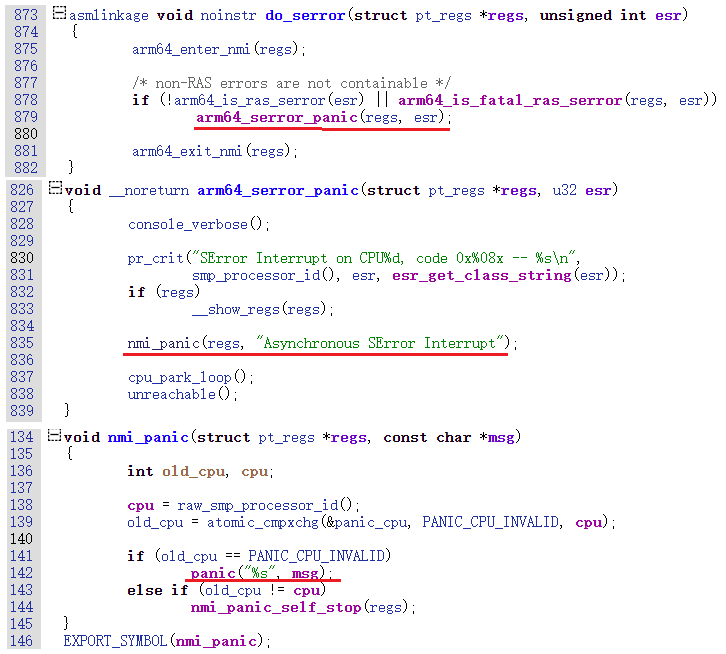 873 asmlinkage void noinstr do_serror(struct pt_regs *regs, unsigned int esr)
874 {
875 arm64_enter_nmi(regs);
876
877 /* non-RAS errors are not containable */
878 if (!arm64_is_ras_serror(esr) || arm64_is_fatal_ras_serror(regs, esr))
879 arm64_serror_panic(regs, esr);
880
881 arm64_exit_nmi(regs);
882 }
826 void __noreturn arm64_serror_panic(struct pt_regs *regs, u32 esr)
827 {
828 console_verbose();
829
830 pr_crit("SError Interrupt on CPU%d, code 0x%08x -- %s\n",
831 smp_processor_id(), esr, esr_get_class_string(esr));
832 if (regs)
833 __show_regs(regs);
834
835 nmi_panic(regs, "Asynchronous SError Interrupt");
836
837 cpu_park_loop();
838 unreachable();
839 }
134 void nmi_panic(struct pt_regs *regs, const char *msg)
135 {
136 int old_cpu, cpu;
137
138 cpu = raw_smp_processor_id();
139 old_cpu = atomic_cmpxchg(&panic_cpu, PANIC_CPU_INVALID, cpu);
140
141 if (old_cpu == PANIC_CPU_INVALID)
142 panic("%s", msg);
143 else if (old_cpu != cpu)
144 nmi_panic_self_stop(regs);
145 }
146 EXPORT_SYMBOL(nmi_panic);